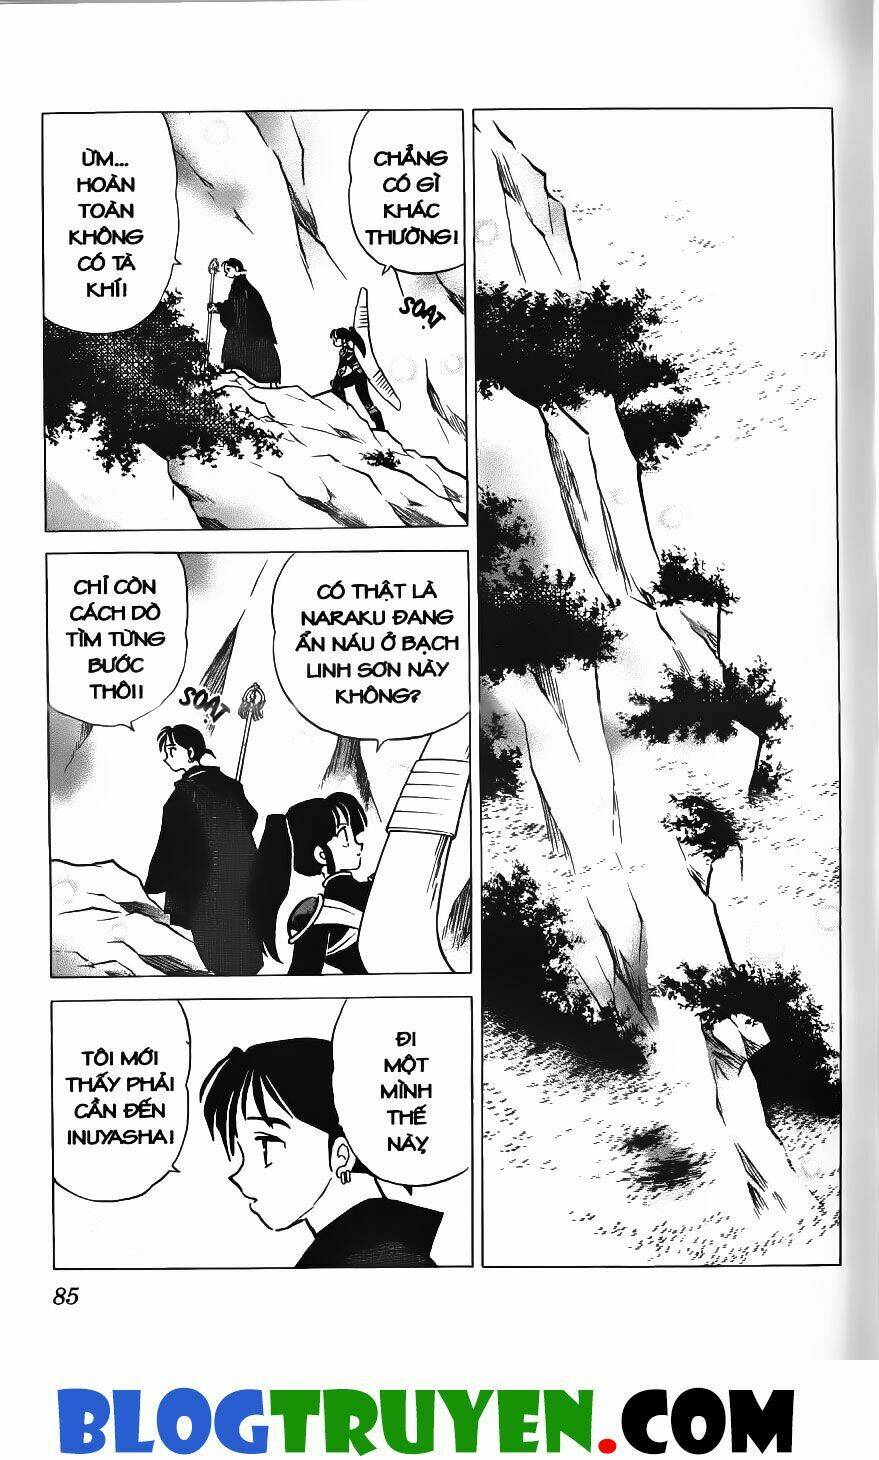 CHẲNG
CÓ GÌ
KHÁC
THƯỜNG!
ỪM...
HOÀN
TOÀN
KHÔNG
CÓ TÀ
KHÍ!
SOẠT
CÓ THẬT LÀ
NARAKU ĐANG
ẨN NÁU Ở BẠCH
LINH SƠN NÀY
KHÔNG?
CHỈ CÒN
CÁCH DÒ
TÌM TỪNG
BƯỚC
THÔI!
SOẠT
ĐI
MỘT
MÌNH
THẾ
NÀY,
TÔI MỚI
THẤY PHẢI
CẦN ĐẾN
INUYASHA!
85
BLOGTRUYEN.COM